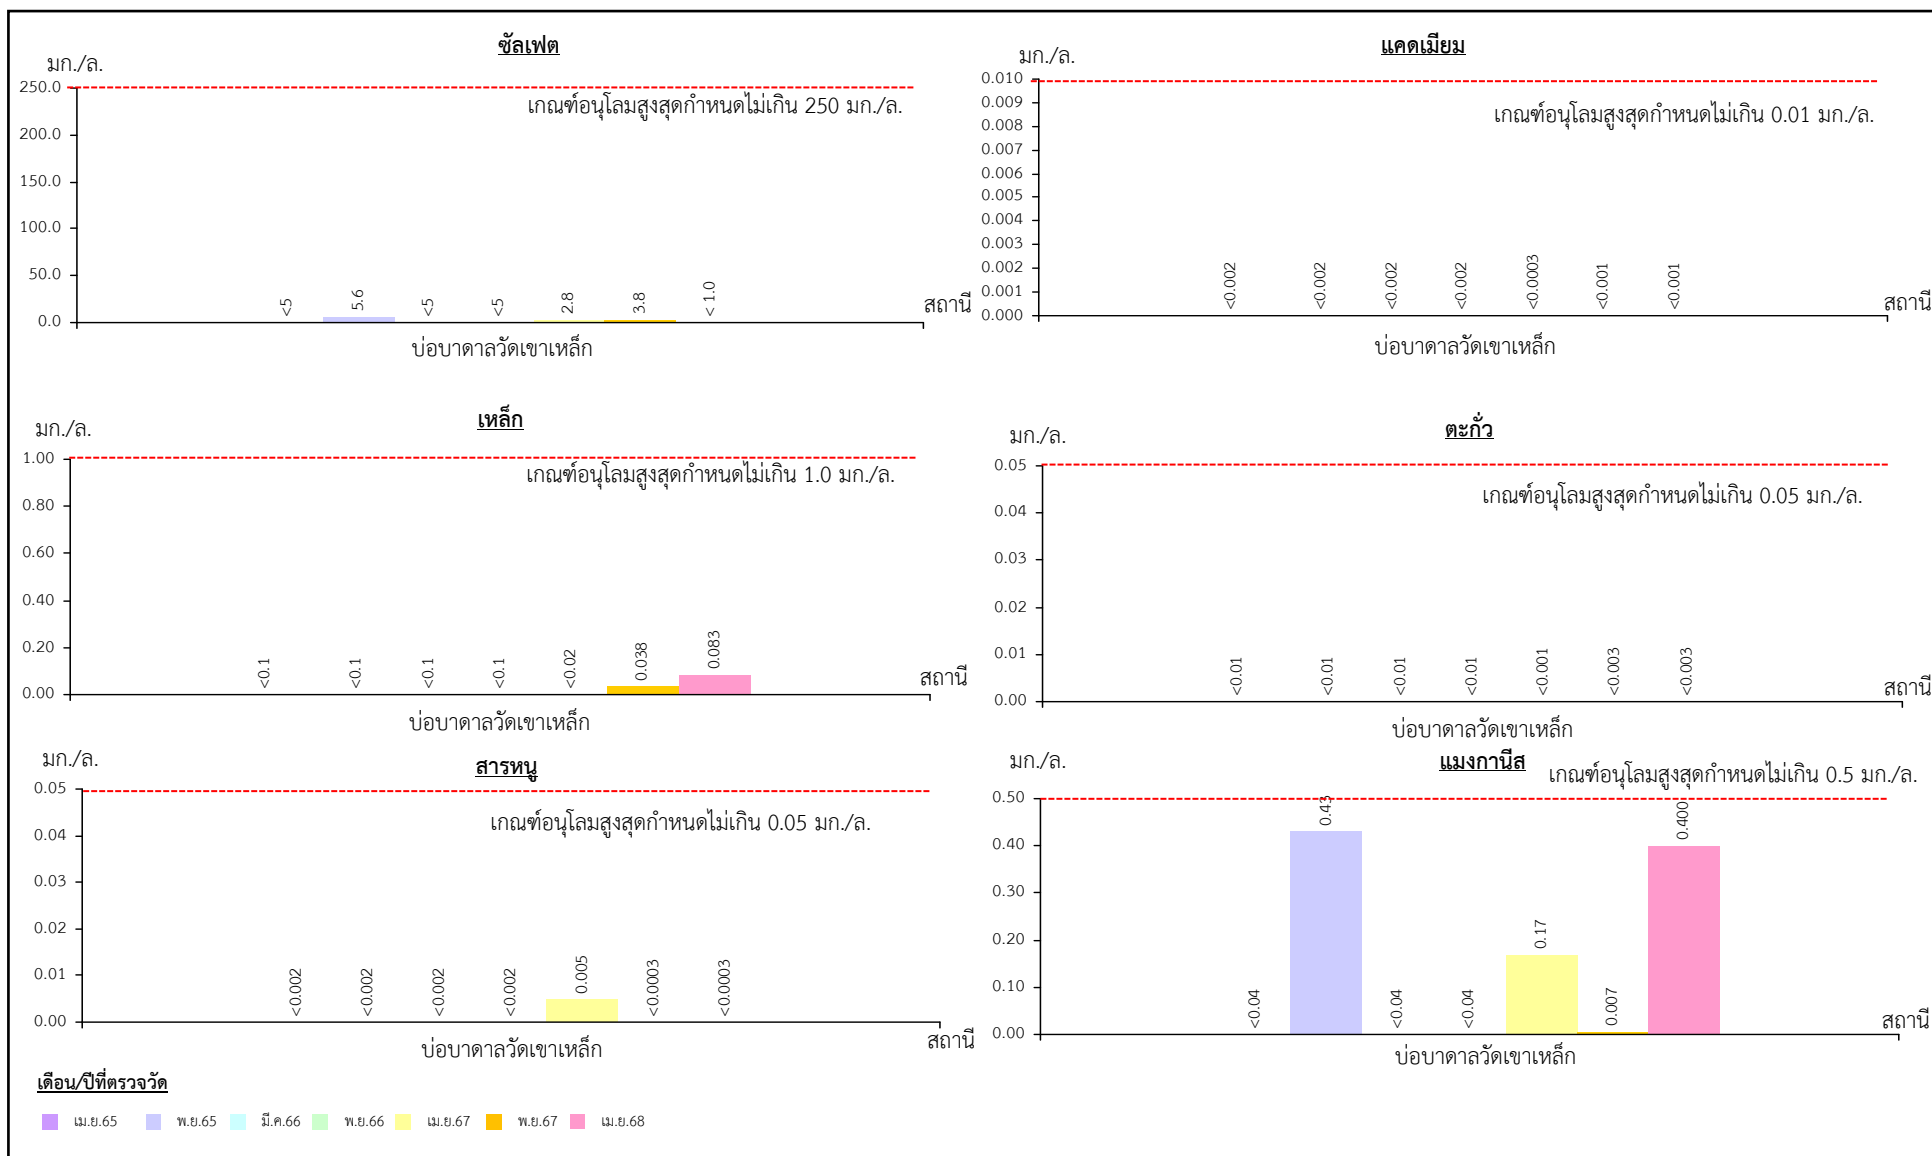 ซัลเฟต
มก./ล.
250.0
200.0
150.0
100.0
50.0
0.0
เกณฑ์อนุโลมสูงสุดกำหนดไม่เกิน 250 มก./ล.
<5
5.6
<5
<5
2.8
3.8
< 1.0
สถานี
บ่อบาดาลวัดเขาเหล็ก
แคดเมียม
มก./ล.
0.010
0.009
0.008
0.007
0.006
0.005
0.004
0.003
0.002
0.001
0.000
เกณฑ์อนุโลมสูงสุดกำหนดไม่เกิน 0.01 มก./ล.
<0.002
<0.002
<0.002
<0.002
<0.0003
<0.001
<0.001
สถานี
บ่อบาดาลวัดเขาเหล็ก
เหล็ก
มก./ล.
1.00
0.80
0.60
0.40
0.20
0.00
เกณฑ์อนุโลมสูงสุดกำหนดไม่เกิน 1.0 มก./ล.
<0.1
<0.1
<0.1
<0.1
<0.02
0.038
0.083
สถานี
บ่อบาดาลวัดเขาเหล็ก
ตะกั่ว
มก./ล.
0.05
0.04
0.03
0.02
0.01
0.00
เกณฑ์อนุโลมสูงสุดกำหนดไม่เกิน 0.05 มก./ล.
<0.01
<0.01
<0.01
<0.01
<0.001
<0.003
<0.003
สถานี
บ่อบาดาลวัดเขาเหล็ก
สารหนู
มก./ล.
0.05
0.04
0.03
0.02
0.01
0.00
เกณฑ์อนุโลมสูงสุดกำหนดไม่เกิน 0.05 มก./ล.
<0.002
<0.002
<0.002
<0.002
0.005
<0.0003
<0.0003
สถานี
บ่อบาดาลวัดเขาเหล็ก
แมงกานีส
มก./ล.
0.50
0.40
0.30
0.20
0.10
0.00
เกณฑ์อนุโลมสูงสุดกำหนดไม่เกิน 0.5 มก./ล.
<0.04
0.43
<0.04
<0.04
0.17
0.007
0.400
สถานี
บ่อบาดาลวัดเขาเหล็ก
เดือน/ปีที่ตรวจวัด
เม.ย.65 พ.ย.65 มี.ค.66 พ.ย.66 เม.ย.67 พ.ย.67 เม.ย.68